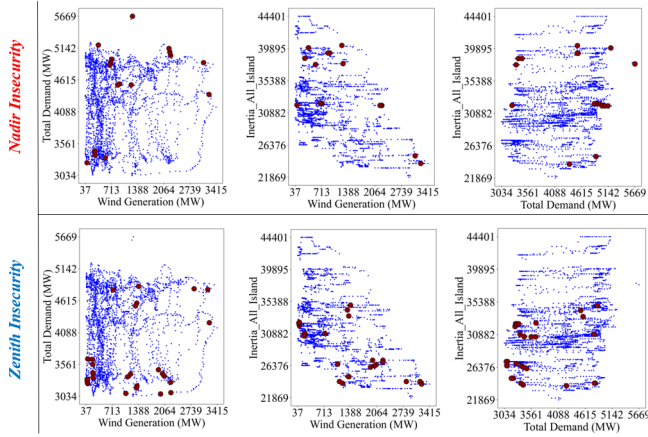 Nadir Insecurity
Total Demand (MW)
5669
5142
4615
4088
3561
3034
37 713 1388 2064 2739 3415
Wind Generation (MW)
Inertia_All_Island
44401
39895
35388
30882
26376
21869
37 713 1388 2064 2739 3415
Wind Generation (MW)
Inertia_All_Island
44401
39895
35388
30882
26376
21869
3034 3561 4088 4615 5142 5669
Total Demand (MW)
Zenith Insecurity
Total Demand (MW)
5669
5142
4615
4088
3561
3034
37 713 1388 2064 2739 3415
Wind Generation (MW)
Inertia_All_Island
44401
39895
35388
30882
26376
21869
37 713 1388 2064 2739 3415
Wind Generation (MW)
Inertia_All_Island
44401
39895
35388
30882
26376
21869
3034 3561 4088 4615 5142 5669
Total Demand (MW)